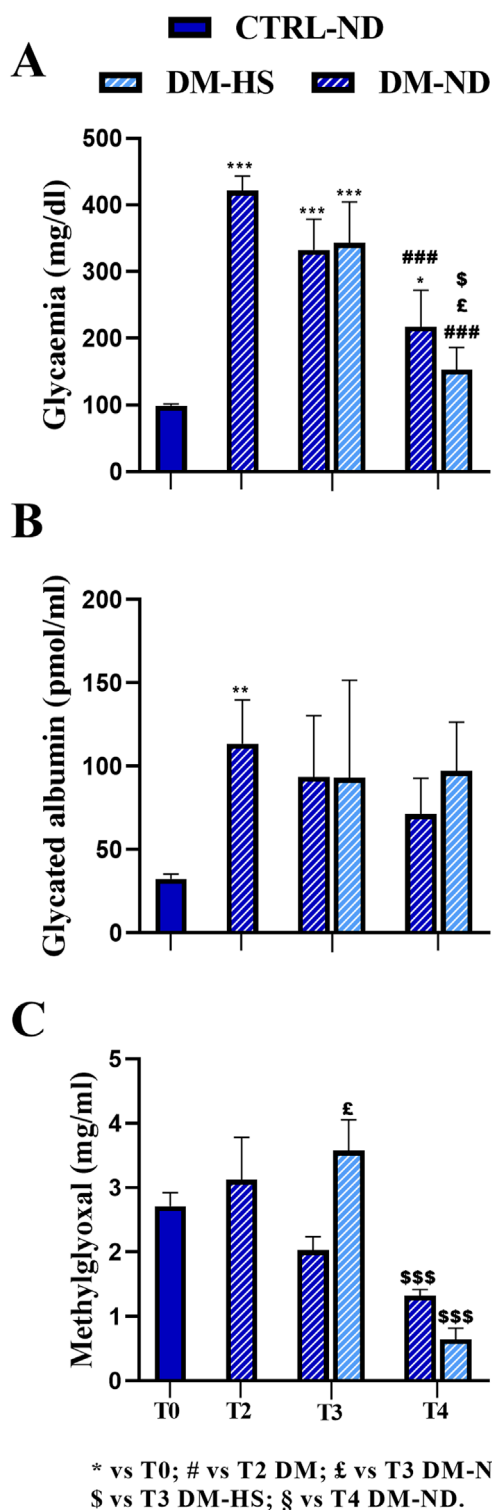 CTRL-ND
A
DM-HS DM-ND
Glycaemia (mg/dl)
500
400
300
200
100
0
***
***
***
###
*
$
£
###
B
Glycated albumin (pmol/ml)
200
150
100
50
0
**
C
Methylglyoxal (mg/ml)
5
4
3
2
1
0
£
$$$
$$$
T0 T2 T3 T4
* vs T0; # vs T2 DM; £ vs T3 DM-N
$ vs T3 DM-HS; § vs T4 DM-ND.